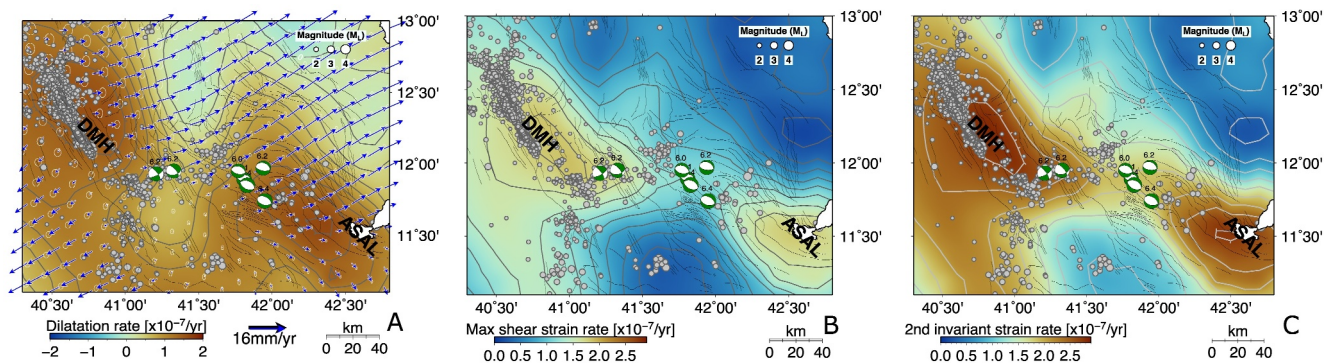 Magnitude (ML)
2 3 4
DMH
6.2 6.2 6.0 6.2
6.4
ASAL
13°00'
12°30'
12°00'
11°30'
40°30' 41°00' 41°30' 42°00' 42°30'
Dilatation rate [x10⁻⁷/yr]
−2 −1 0 1 2
16mm/yr
km
0 20 40
A
Magnitude (ML)
2 3 4
DMH
6.2 6.2 6.0 6.2
6.4
ASAL
13°00'
12°30'
12°00'
11°30'
40°30' 41°00' 41°30' 42°00' 42°30'
Max shear strain rate [x10⁻⁷/yr]
0.0 0.5 1.0 1.5 2.0 2.5
km
0 20 40
B
Magnitude (ML)
2 3 4
DMH
6.2 6.2 6.0 6.2
6.4
ASAL
13°00'
12°30'
12°00'
11°30'
40°30' 41°00' 41°30' 42°00' 42°30'
2nd invariant strain rate [x10⁻⁷/yr]
0.0 0.5 1.0 1.5 2.0 2.5
km
0 20 40
C